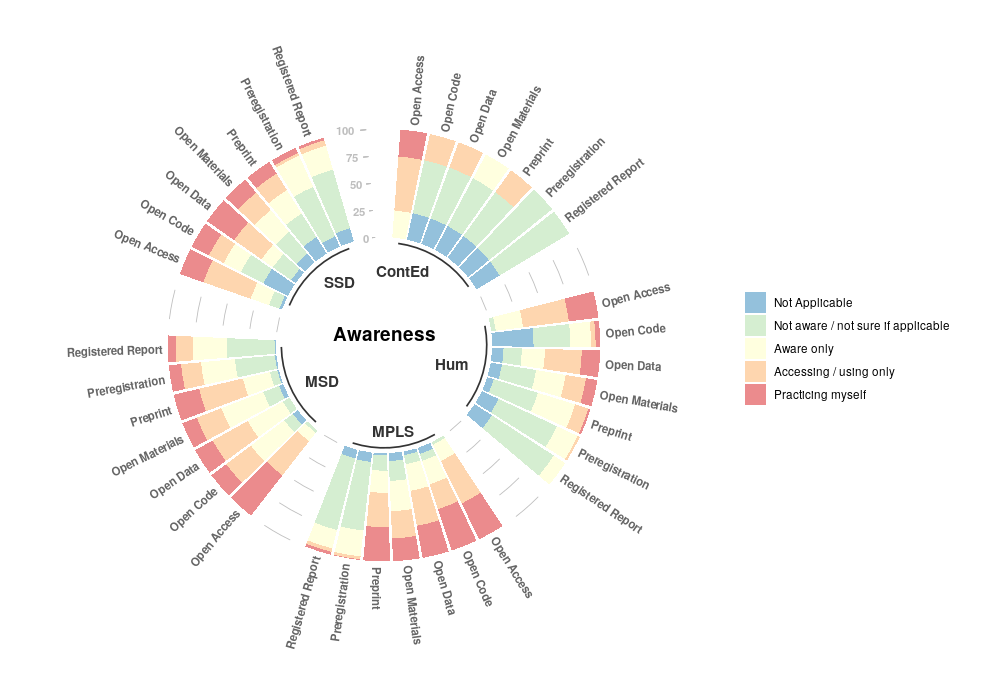 Awareness
ContEd
Open Access
Open Code
Open Data
Open Materials
Preprint
Preregistration
Registered Report
Hum
Open Access
Open Code
Open Data
Open Materials
Preprint
Preregistration
Registered Report
MPLS
Open Access
Open Code
Open Data
Open Materials
Preprint
Preregistration
Registered Report
MSD
Open Access
Open Code
Open Data
Open Materials
Preprint
Preregistration
Registered Report
SSD
Open Access
Open Code
Open Data
Open Materials
Preprint
Preregistration
Registered Report
100
75
50
25
0
Not Applicable
Not aware / not sure if applicable
Aware only
Accessing / using only
Practicing myself